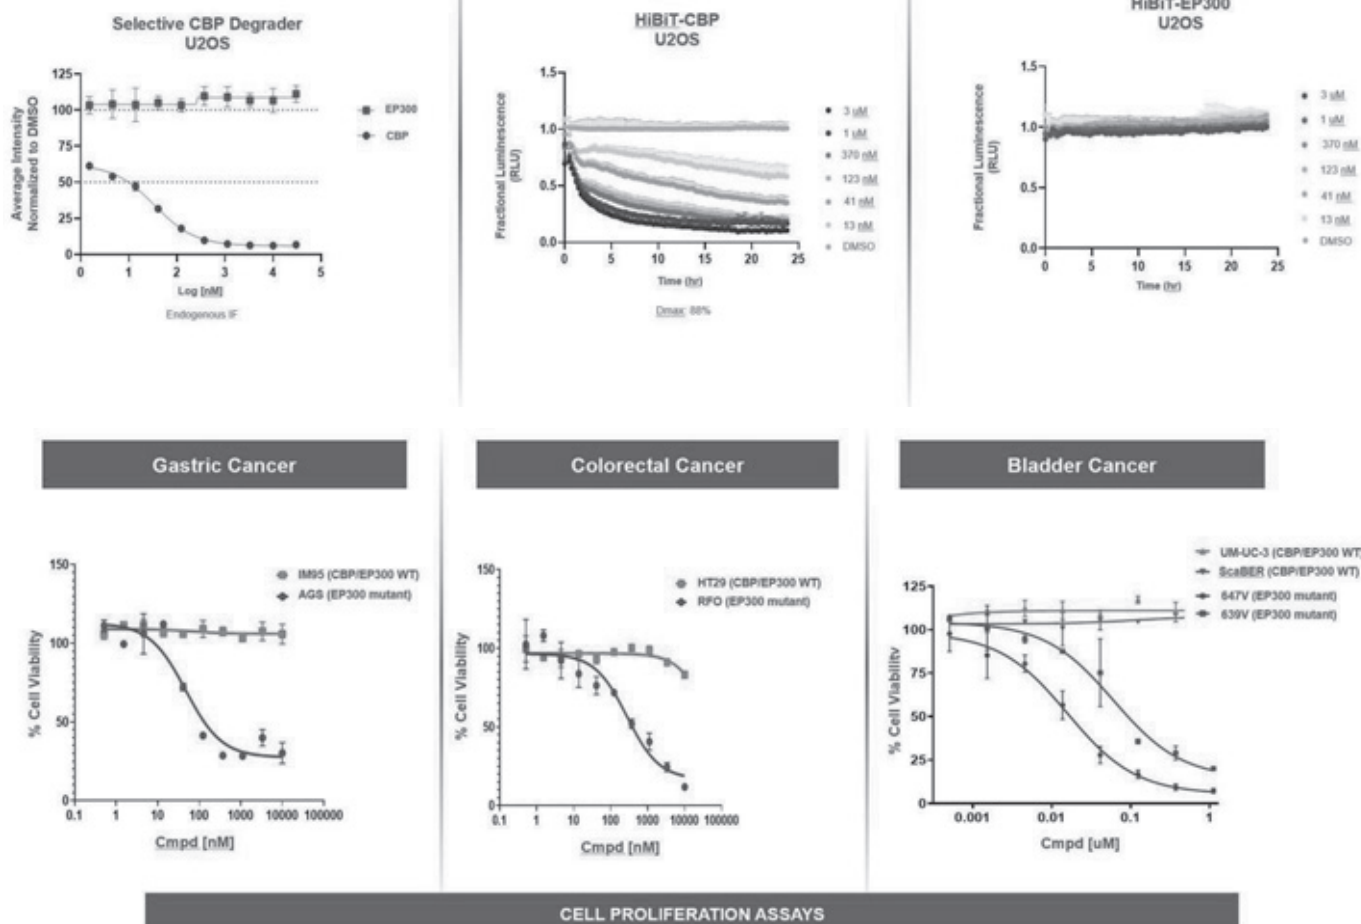 Selective CBP Degrader
U2OS
125
100
75
50
25
0
0 1 2 3 4 5
Average Intensity
Normalized to DMSO
Log [nM]
Endogenous IF
EP300
CBP
HiBiT-CBP
U2OS
1.5
1.0
0.5
0.0
0 5 10 15 20 25
Fractional Luminescence
(RLU)
Time (hr)
Dmax: 88%
3 uM
1 uM
370 nM
123 nM
41 nM
13 nM
DMSO
HiBiT-EP300
U2OS
1.5
1.0
0.5
0.0
0 5 10 15 20 25
Fractional Luminescence
(RLU)
Time (hr)
3 uM
1 uM
370 nM
123 nM
41 nM
13 nM
DMSO
Gastric Cancer
150
100
50
0
0.1 1 10 100 1000 10000 100000
% Cell Viability
Cmpd [nM]
IM95 (CBP/EP300 WT)
AGS (EP300 mutant)
Colorectal Cancer
150
100
50
0
0.1 1 10 100 1000 10000 100000
% Cell Viability
Cmpd [nM]
HT29 (CBP/EP300 WT)
RFO (EP300 mutant)
Bladder Cancer
125
100
75
50
25
0
0.001 0.01 0.1 1
% Cell Viability
Cmpd [uM]
UM-UC-3 (CBP/EP300 WT)
ScaBER (CBP/EP300 WT)
647V (EP300 mutant)
639V (EP300 mutant)
CELL PROLIFERATION ASSAYS